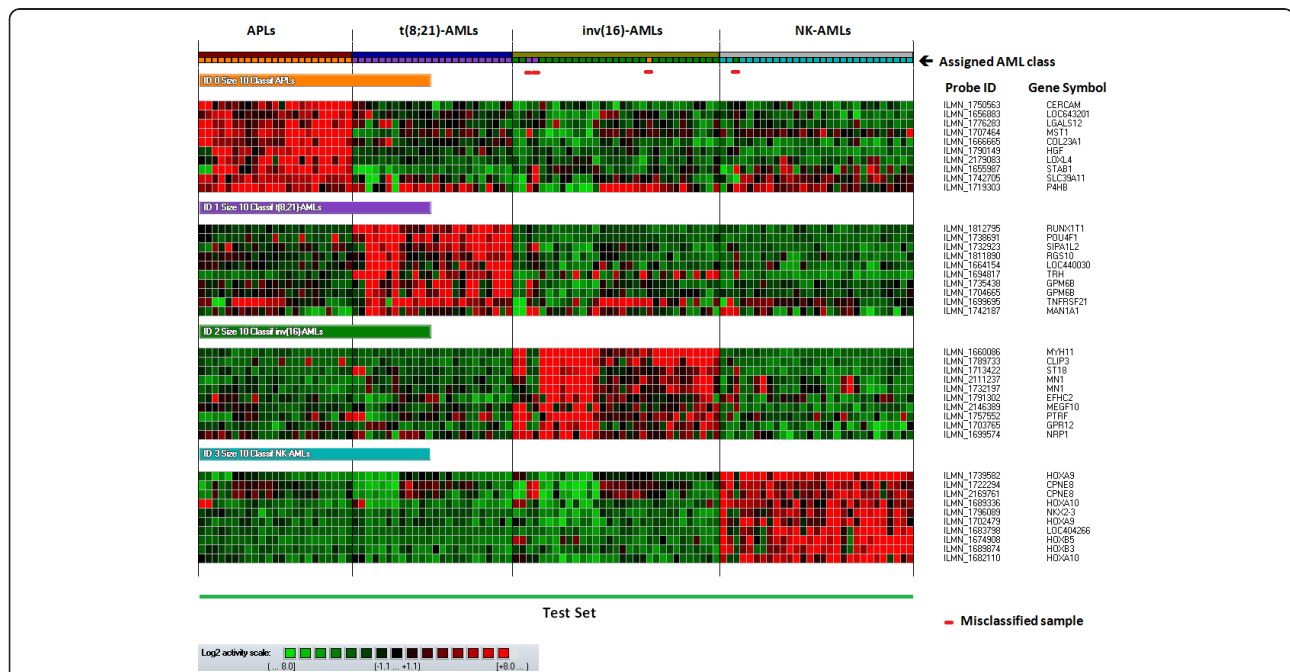 APLs t(8;21)-AMLs inv(16)-AMLs NK-AMLs
Assigned AML class
ID 0 Size 10 Classif APLs
Probe ID Gene Symbol
ILMN_1750563 CERCAM
ILMN_1656883 LOC643201
ILMN_1776283 LGALS12
ILMN_1707464 MST1
ILMN_1666665 COL23A1
ILMN_1790149 HGF
ILMN_2179083 LOXL4
ILMN_1655987 STAB1
ILMN_1742705 SLC39A11
ILMN_1719303 P4HB
ID 1 Size 10 Classif t(8;21)-AMLs
ILMN_1812795 RUNX1T1
ILMN_1738691 POU4F1
ILMN_1732923 SIPA1L2
ILMN_1811890 RGS10
ILMN_1664154 LOC440030
ILMN_1694817 TRH
ILMN_1735438 GPM6B
ILMN_1704665 GPM6B
ILMN_1699695 TNFRSF21
ILMN_1742187 MAN1A1
ID 2 Size 10 Classif inv(16)-AMLs
ILMN_1660086 MYH11
ILMN_1789733 CLIP3
ILMN_1713422 ST18
ILMN_2111237 MN1
ILMN_1732197 MN1
ILMN_1791302 EFHC2
ILMN_2146389 MEGF10
ILMN_1757552 PTRF
ILMN_1703765 GPR12
ILMN_1699574 NRP1
ID 3 Size 10 Classif NK AMLs
ILMN_1739582 HOXA9
ILMN_1722294 CPNE8
ILMN_2169761 CPNE8
ILMN_1689336 HOXA10
ILMN_1796089 NKX2-3
ILMN_1702479 HOXA9
ILMN_1683798 LOC404266
ILMN_1674908 HOXB5
ILMN_1689874 HOXB3
ILMN_1682110 HOXA10
Test Set
Misclassified sample
Log2 activity scale:
( ... 8.0] (-1.1 ... +1.1) [+8.0 ... )